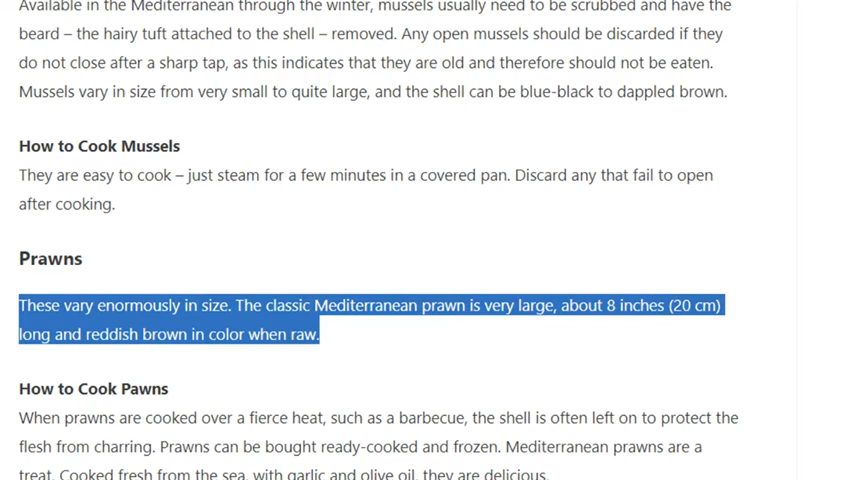 Available in the Mediterranean through the winter, mussels usually need to be scrubbed and have the
beard – the hairy tuft attached to the shell – removed. Any open mussels should be discarded if they
do not close after a sharp tap, as this indicates that they are old and therefore should not be eaten.
Mussels vary in size from very small to quite large, and the shell can be blue-black to dappled brown.
How to Cook Mussels
They are easy to cook – just steam for a few minutes in a covered pan. Discard any that fail to open
after cooking.
Prawns
These vary enormously in size. The classic Mediterranean prawn is very large, about 8 inches (20 cm)
long and reddish brown in color when raw.
How to Cook Pawns
When prawns are cooked over a fierce heat, such as a barbecue, the shell is often left on to protect the
flesh from charring. Prawns can be bought ready-cooked and frozen. Mediterranean prawns are a
treat. Cooked fresh from the sea, with garlic and olive oil, they are delicious.